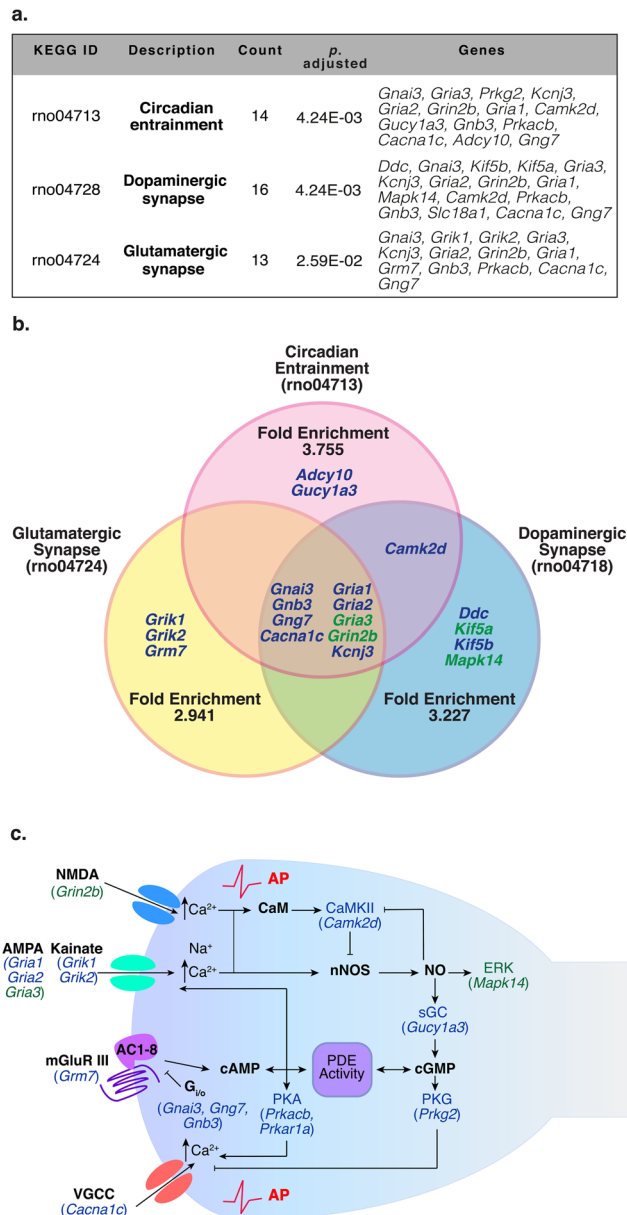 a.
KEGG ID Description Count p. adjusted Genes
rno04713 Circadian entrainment 14 4.24E-03 Gnai3, Gria3, Prkg2, Kcnj3,
Gria2, Grin2b, Gria1, Camk2d,
Gucy1a3, Gnb3, Prkacb,
Cacna1c, Adcy10, Gng7
rno04728 Dopaminergic synapse 16 4.24E-03 Ddc, Gnai3, Kif5b, Kif5a, Gria3,
Kcnj3, Gria2, Grin2b, Gria1,
Mapk14, Camk2d, Prkacb,
Gnb3, Slc18a1, Cacna1c, Gng7
rno04724 Glutamatergic synapse 13 2.59E-02 Gnai3, Grik1, Grik2, Gria3,
Kcnj3, Gria2, Grin2b, Gria1,
Grm7, Gnb3, Prkacb, Cacna1c,
Gng7
b.
Circadian
Entrainment
(rno04713)
Fold Enrichment
3.755
Adcy10
Gucy1a3
Glutamatergic
Synapse
(rno04724)
Dopaminergic
Synapse
(rno04718)
Camk2d
Gnai3
Gnb3
Gng7
Cacna1c
Gria1
Gria2
Gria3
Grin2b
Kcnj3
Grik1
Grik2
Grm7
Ddc
Kif5a
Kif5b
Mapk14
Fold Enrichment
2.941
Fold Enrichment
3.227
c.
NMDA
(Grin2b)
AP
Ca²⁺
CaM
CaMKII
(Camk2d)
AMPA
(Gria1
Gria2
Gria3)
Kainate
(Grik1
Grik2)
Na⁺
Ca²⁺
nNOS
NO
ERK
(Mapk14)
sGC
(Gucy1a3)
AC1-8
mGluR III
(Grm7)
cAMP
PDE
Activity
cGMP
Gi/o
(Gnai3, Gng7,
Gnb3)
PKA
(Prkacb,
Prkar1a)
PKG
(Prkg2)
Ca²⁺
VGCC
(Cacna1c)
AP